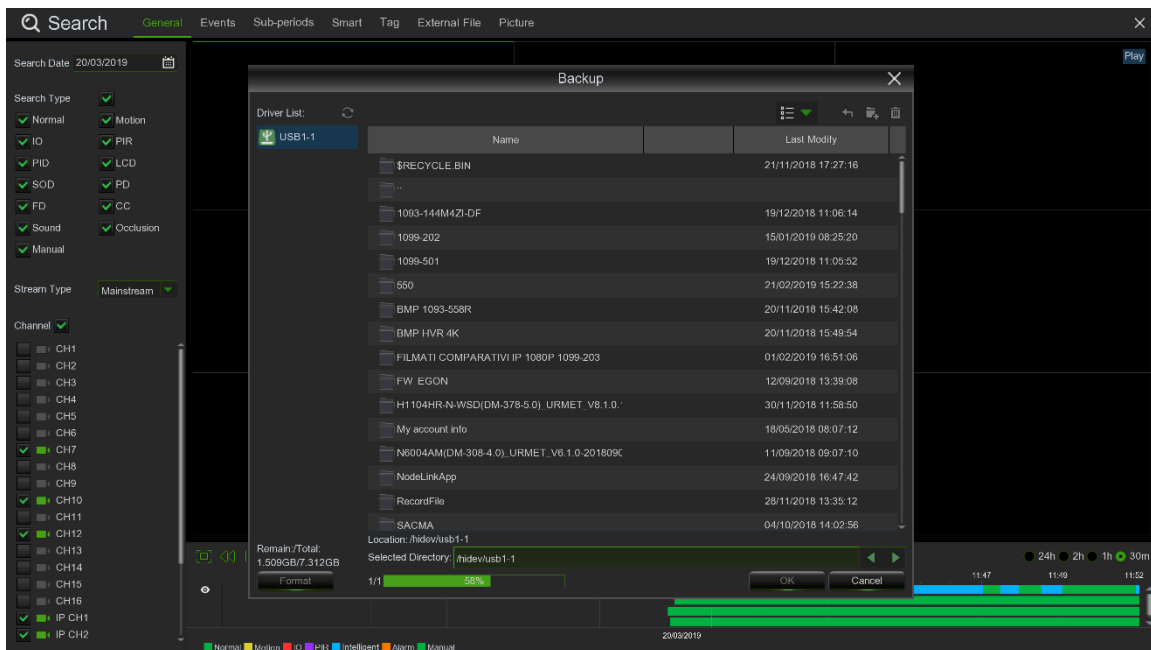 Search General Events Sub-periods Smart Tag External File Picture
Search Date 20/03/2019
Play
Search Type
Normal Motion
IO PIR
PID LCD
SOD PD
FD CC
Sound Occlusion
Manual
Stream Type Mainstream
Channel
CH1
CH2
CH3
CH4
CH5
CH6
CH7
CH8
CH9
CH10
CH11
CH12
CH13
CH14
CH15
CH16
IP CH1
IP CH2
Backup
Driver List:
USB1-1
Name Last Modify
$RECYCLE.BIN 21/11/2018 17:27:16
..
1093-144M4ZI-DF 19/12/2018 11:06:14
1099-202 15/01/2019 08:25:20
1099-501 19/12/2018 11:05:52
550 21/02/2019 15:22:38
BMP 1093-558R 20/11/2018 15:42:08
BMP HVR 4K 20/11/2018 15:49:54
FILMATI COMPARATIVI IP 1080P 1099-203 01/02/2019 16:51:06
FW EGON 12/09/2018 13:39:08
H1104HR-N-WSD(DM-378-5.0)_URMET_V8.1.0. 30/11/2018 11:58:50
My account info 18/05/2018 08:07:12
N6004AM(DM-308-4.0)_URMET_V6.1.0-201809 11/09/2018 09:07:10
NodeLinkApp 24/09/2018 16:47:42
RecordFile 28/11/2018 13:35:12
SACMA 04/10/2018 14:02:56
Location: /hidev/usb1-1
Remain:/Total:
1.509GB/7.312GB
Selected Directory: /hidev/usb1-1
Format 1/1 58% OK Cancel
24h 2h 1h 30m
11:47 11:49 11:52
20/03/2019
Normal Motion IO PIR Intelligent Alarm Manual